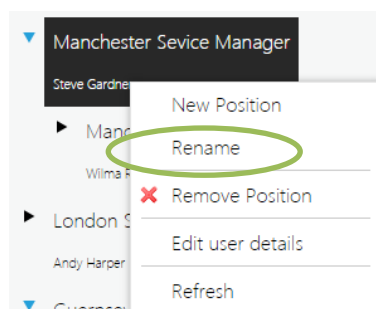 Manchester Sevice Manager
Steve Gardne
New Position
Manc
Rename
Wilma
Remove Position
London S
Edit user details
Andy Harper
Refresh